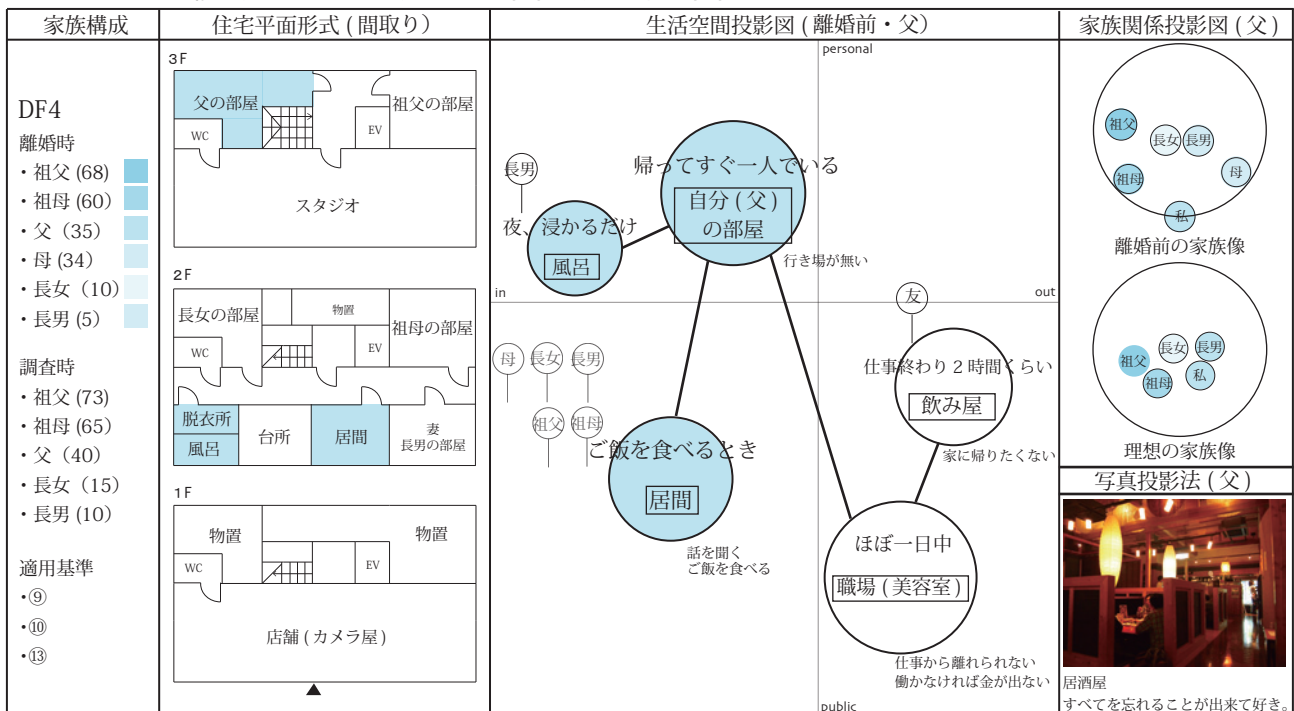 家族構成
DF4
離婚時
・祖父 (68)
・祖母 (60)
・父（35）
・母 (34)
・長女（10）
・長男 (5)
調査時
・祖父 (73)
・祖母 (65)
・父（40）
・長女（15）
・長男 (10)
適用基準
・⑨
・⑩
・⑬
住宅平面形式 ( 間取り )
3F
父の部屋
祖父の部屋
WC
EV
スタジオ
2F
長女の部屋
物置
祖母の部屋
WC
EV
脱衣所
風呂
台所
居間
妻
長男の部屋
1F
物置
物置
WC
EV
店舗 ( カメラ屋 )
生活空間投影図 ( 離婚前・父 )
personal
長男
帰ってすぐ一人でいる
自分 ( 父 )
の部屋
夜、浸かるだけ
風呂
行き場が無い
in
out
友
母
長女
長男
祖父
祖母
仕事終わり 2 時間くらい
飲み屋
家に帰りたくない
ご飯を食べるとき
居間
話を聞く
ご飯を食べる
ほぼ一日中
職場 ( 美容室 )
仕事から離れられない
働かなければ金が出ない
public
家族関係投影図 ( 父 )
祖父
長女
長男
祖母
母
私
離婚前の家族像
祖父
長女
長男
祖母
私
理想の家族像
写真投影法 ( 父 )
居酒屋
すべてを忘れることが出来て好き。